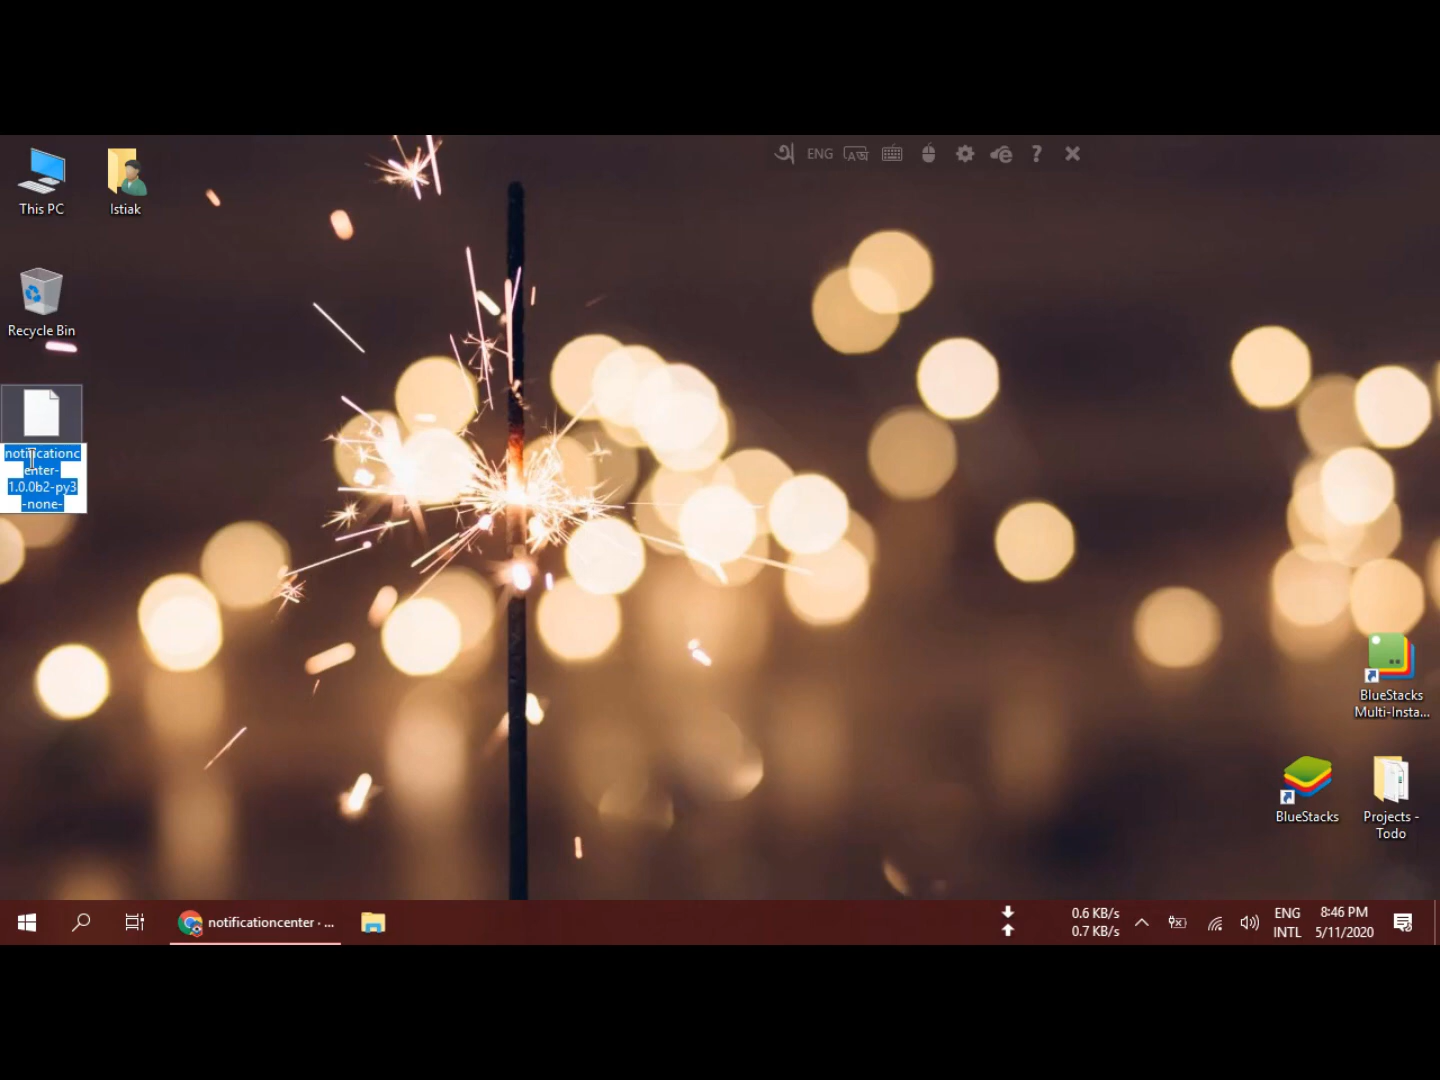 This PC
Istiak
অ ENG ?
Recycle Bin
notificationc
enter-
1.0.0b2-py3
-none-
BlueStacks
Multi-Insta...
BlueStacks
Projects -
Todo
notificationcenter · ...
0.6 KB/s
0.7 KB/s
ENG
INTL
8:46 PM
5/11/2020